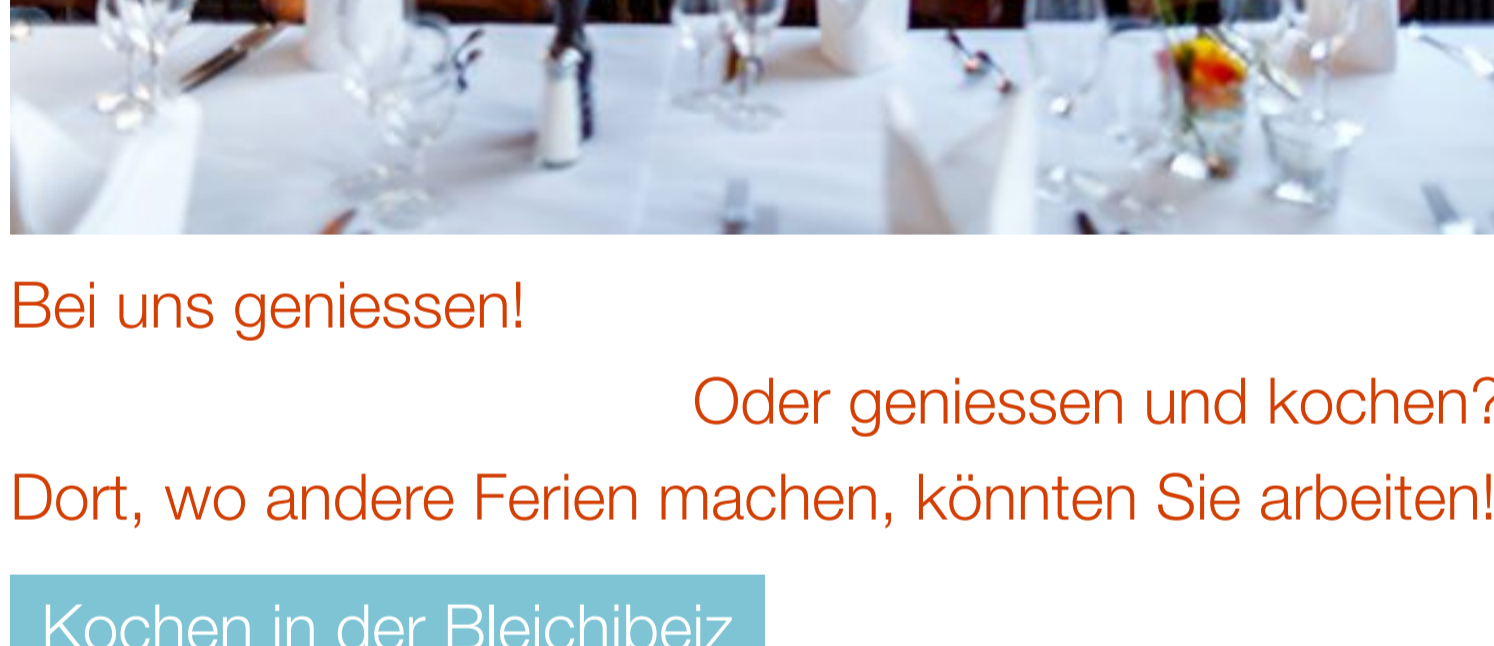 Bei uns geniessen!
Oder geniessen und kochen?
Dort, wo andere Ferien machen, könnten Sie arbeiten!
Kochen in der Bleichibeiz